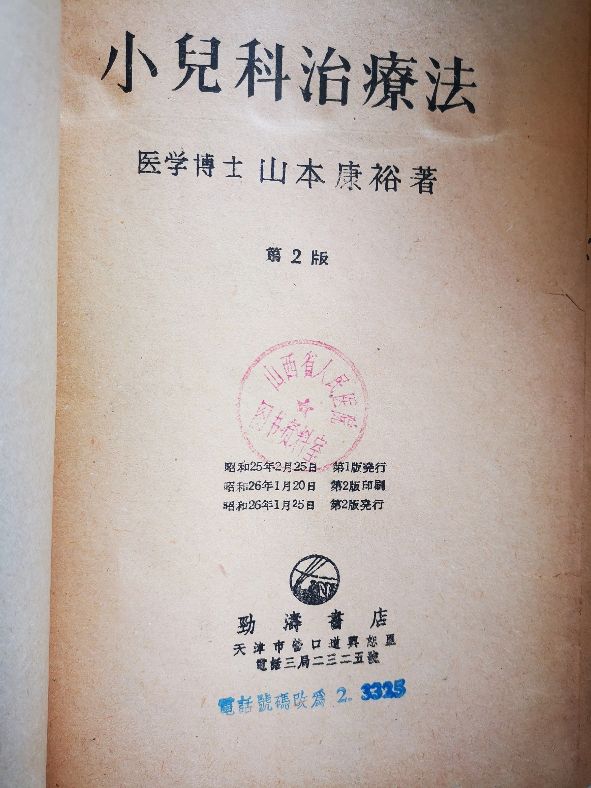 小兒科治療法
医学博士 山本康裕著
第2版
山西省人民医院
图书资料室
昭和25年2月25日 第1版発行
昭和26年1月20日 第2版印刷
昭和26年1月25日 第2版発行
勁濤書店
天津市營口道興恕里
電話三局二三二五號
電話號碼改爲 2. 3325